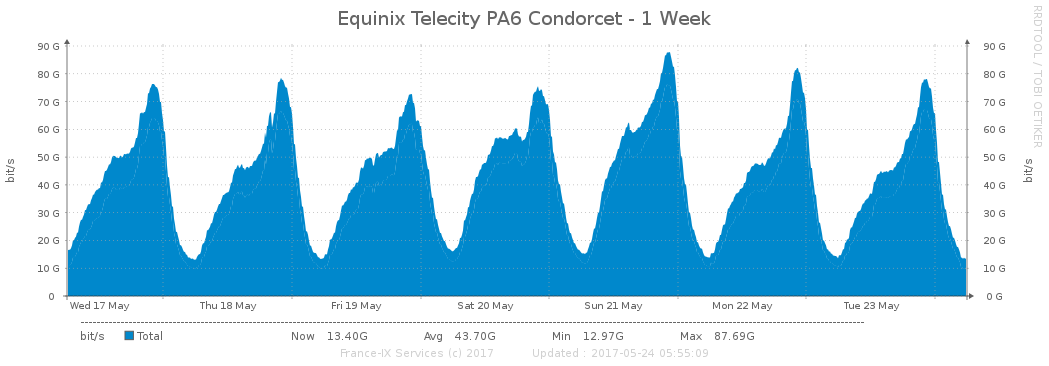 Equinix Telecity PA6 Condorcet - 1 Week
RRDTOOL / TOBI OETIKER
90 G 90 G
80 G 80 G
70 G 70 G
60 G 60 G
50 G 50 G
40 G 40 G
30 G 30 G
20 G 20 G
10 G 10 G
0 0 G
bit/s bit/s
Wed 17 May Thu 18 May Fri 19 May Sat 20 May Sun 21 May Mon 22 May Tue 23 May
bit/s Total Now 13.40G Avg 43.70G Min 12.97G Max 87.69G
France-IX Services (c) 2017 Updated : 2017-05-24 05:55:09